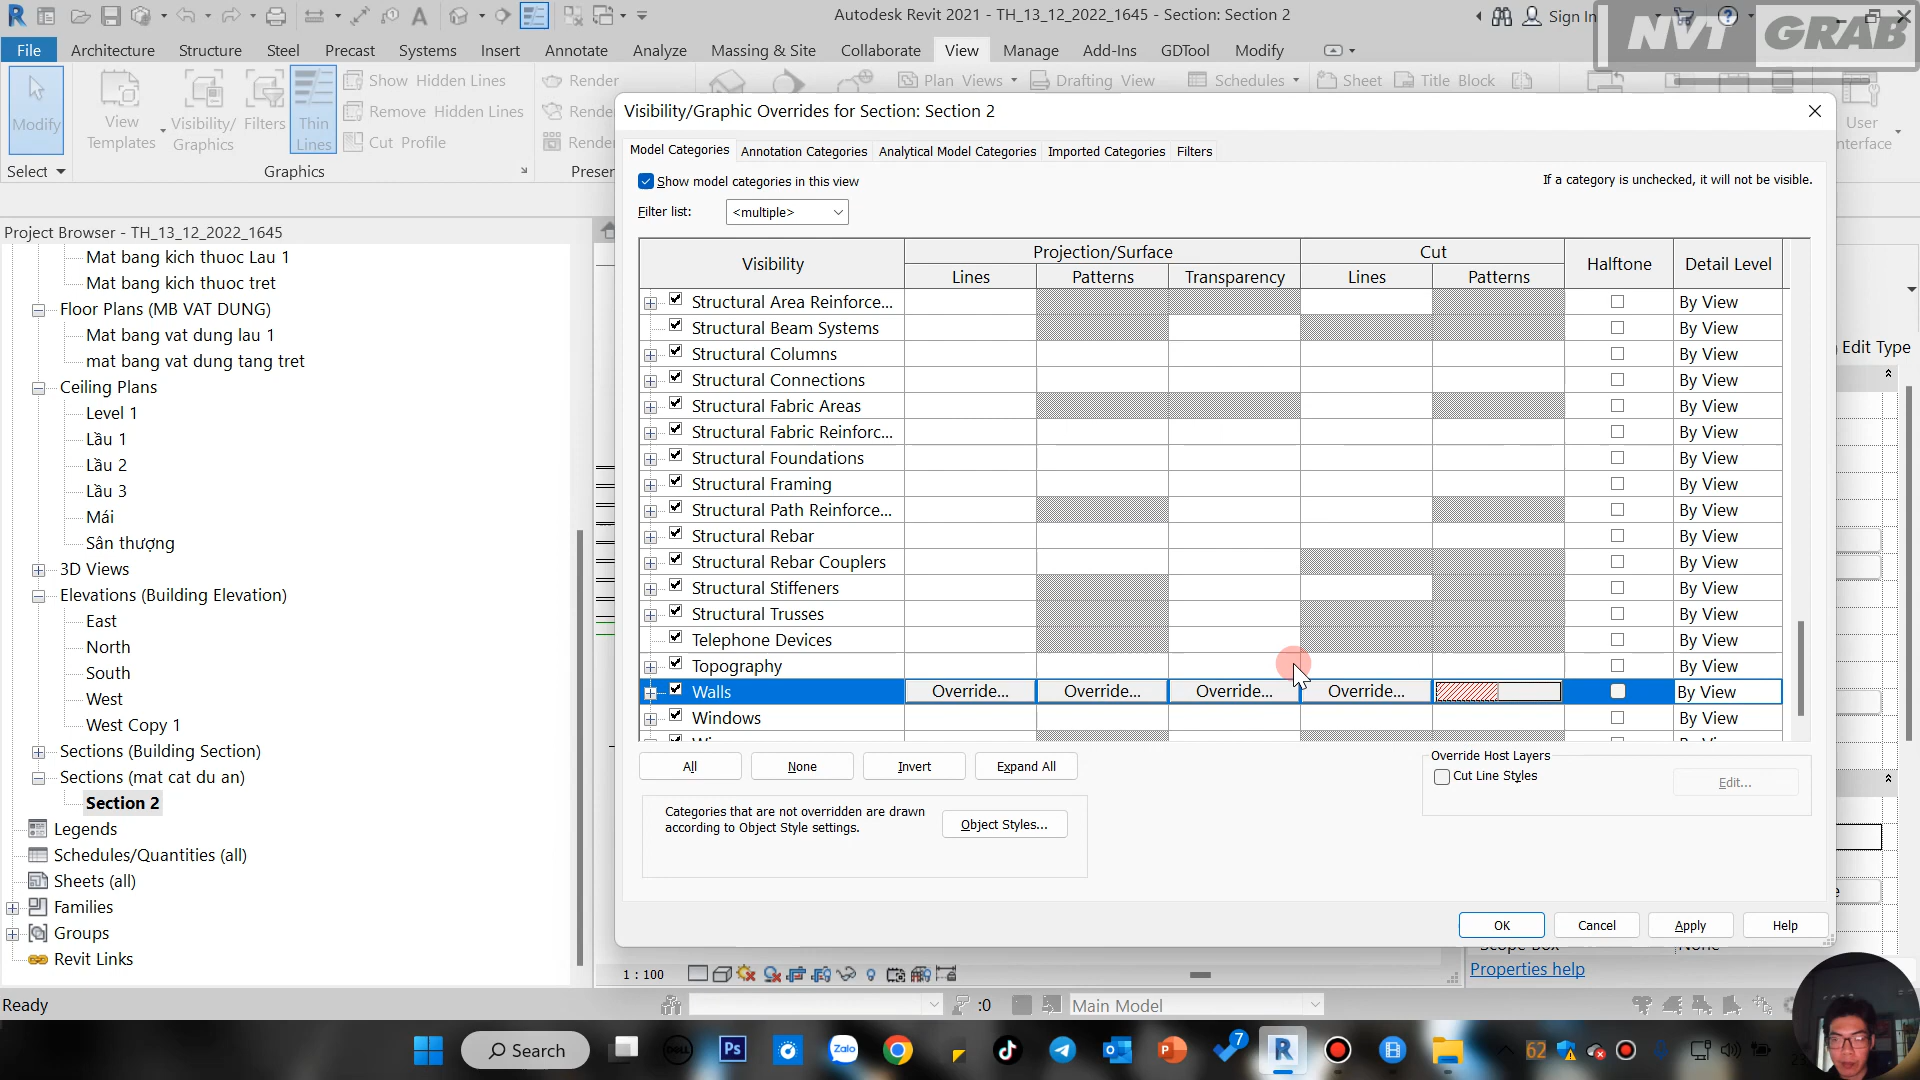 Autodesk Revit 2021 - TH_13_12_2022_1645 - Section: Section 2
Sign In
NVT GRAB
File Architecture Structure Steel Precast Systems Insert Annotate Analyze Massing & Site Collaborate View Manage Add-Ins GDTool Modify
Modify
View Templates
Visibility/ Graphics
Filters
Thin Lines
Show Hidden Lines
Remove Hidden Lines
Cut Profile
Render
Plan Views
Drafting View
Schedules
Sheet
Title Block
User
Select
Graphics
Project Browser - TH_13_12_2022_1645
Mat bang kich thuoc Lau 1
Mat bang kich thuoc tret
Floor Plans (MB VAT DUNG)
Mat bang vat dung lau 1
mat bang vat dung tang tret
Ceiling Plans
Level 1
Lầu 1
Lầu 2
Lầu 3
Mái
Sân thượng
3D Views
Elevations (Building Elevation)
East
North
South
West
West Copy 1
Sections (Building Section)
Sections (mat cat du an)
Section 2
Legends
Schedules/Quantities (all)
Sheets (all)
Families
Groups
Revit Links
Visibility/Graphic Overrides for Section: Section 2
Model Categories Annotation Categories Analytical Model Categories Imported Categories Filters
Show model categories in this view
If a category is unchecked, it will not be visible.
Filter list: <multiple>
Visibility Projection/Surface Cut Halftone Detail Level
Lines Patterns Transparency Lines Patterns
Structural Area Reinforce... By View
Structural Beam Systems By View
Structural Columns By View
Structural Connections By View
Structural Fabric Areas By View
Structural Fabric Reinforc... By View
Structural Foundations By View
Structural Framing By View
Structural Path Reinforce... By View
Structural Rebar By View
Structural Rebar Couplers By View
Structural Stiffeners By View
Structural Trusses By View
Telephone Devices By View
Topography By View
Walls Override... Override... Override... Override... By View
Windows By View
All None Invert Expand All
Override Host Layers
Cut Line Styles Edit...
Categories that are not overridden are drawn
according to Object Style settings.
Object Styles...
OK Cancel Apply Help
Edit Type
Properties help
1 : 100
Ready
:0
Main Model
Search
DELL
Ps
Zalo
7
R
62